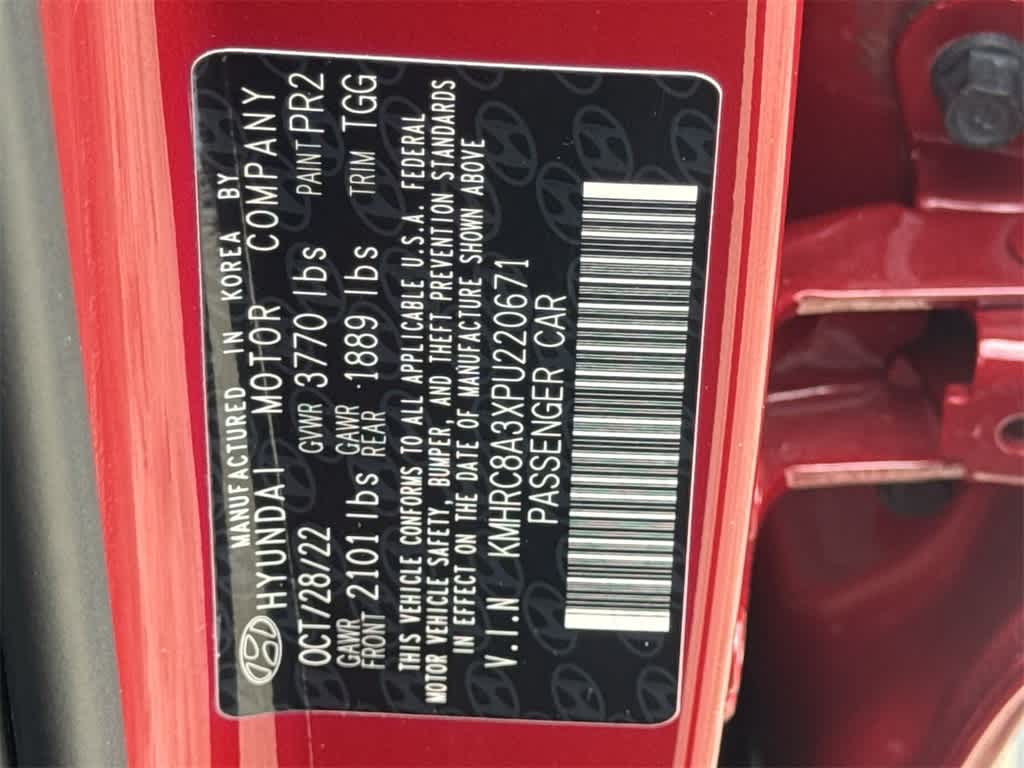 MANUFACTURED IN KOREA BY
HYUNDAI MOTOR COMPANY
OCT/28/22 GVWR 3770 lbs PAINT PR2
GAWR FRONT 2101 lbs GAWR REAR 1889 lbs TRIM TGG
THIS VEHICLE CONFORMS TO ALL APPLICABLE U.S.A. FEDERAL
MOTOR VEHICLE SAFETY, BUMPER, AND THEFT PREVENTION STANDARDS
IN EFFECT ON THE DATE OF MANUFACTURE SHOWN ABOVE
V.I.N KMHRC8A3XPU220671
PASSENGER CAR